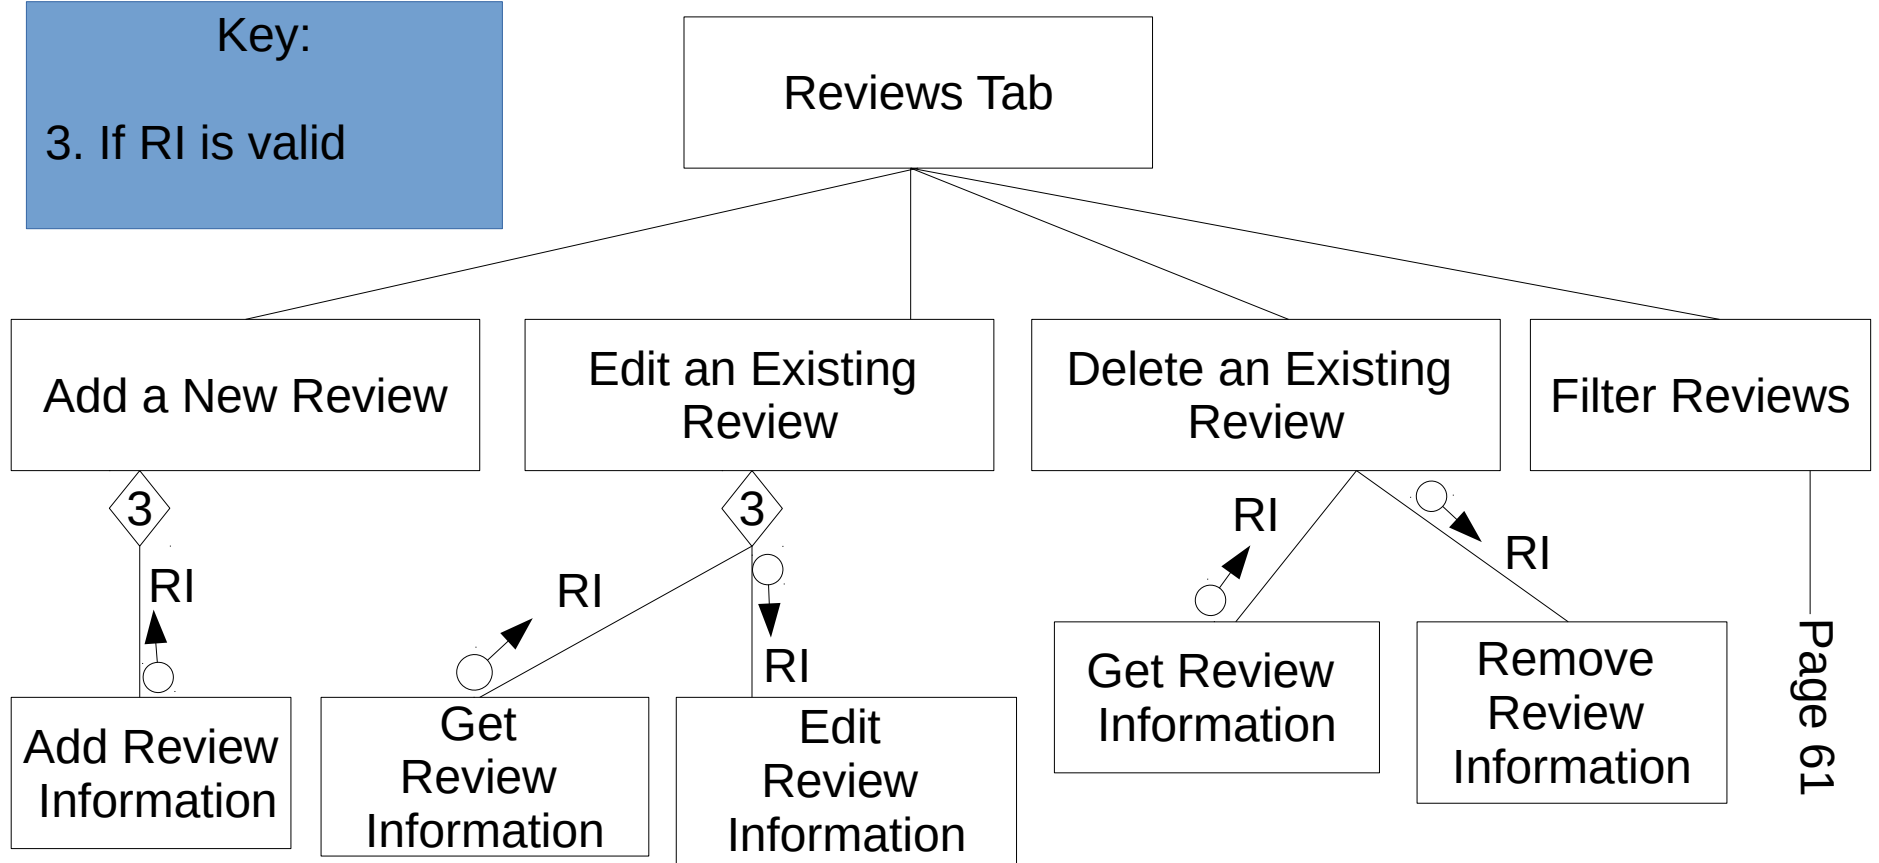 Key:
3. If RI is valid
Reviews Tab
Add a New Review
Edit an Existing
Review
Delete an Existing
Review
Filter Reviews
3
RI
Add Review
Information
3
RI
RI
Get
Review
Information
Edit
Review
Information
RI
RI
Get Review
Information
Remove
Review
Information
Page 61